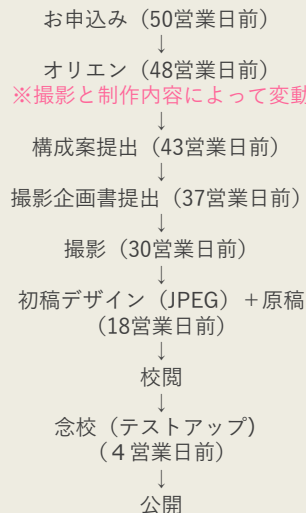 お申込み（50営業日前）
↓
オリエン（48営業日前）
※撮影と制作内容によって変動
↓
構成案提出（43営業日前）
↓
撮影企画書提出（37営業日前）
↓
撮影（30営業日前）
↓
初稿デザイン（JPEG）＋原稿
（18営業日前）
↓
校閲
↓
念校（テストアップ）
（４営業日前）
↓
公開